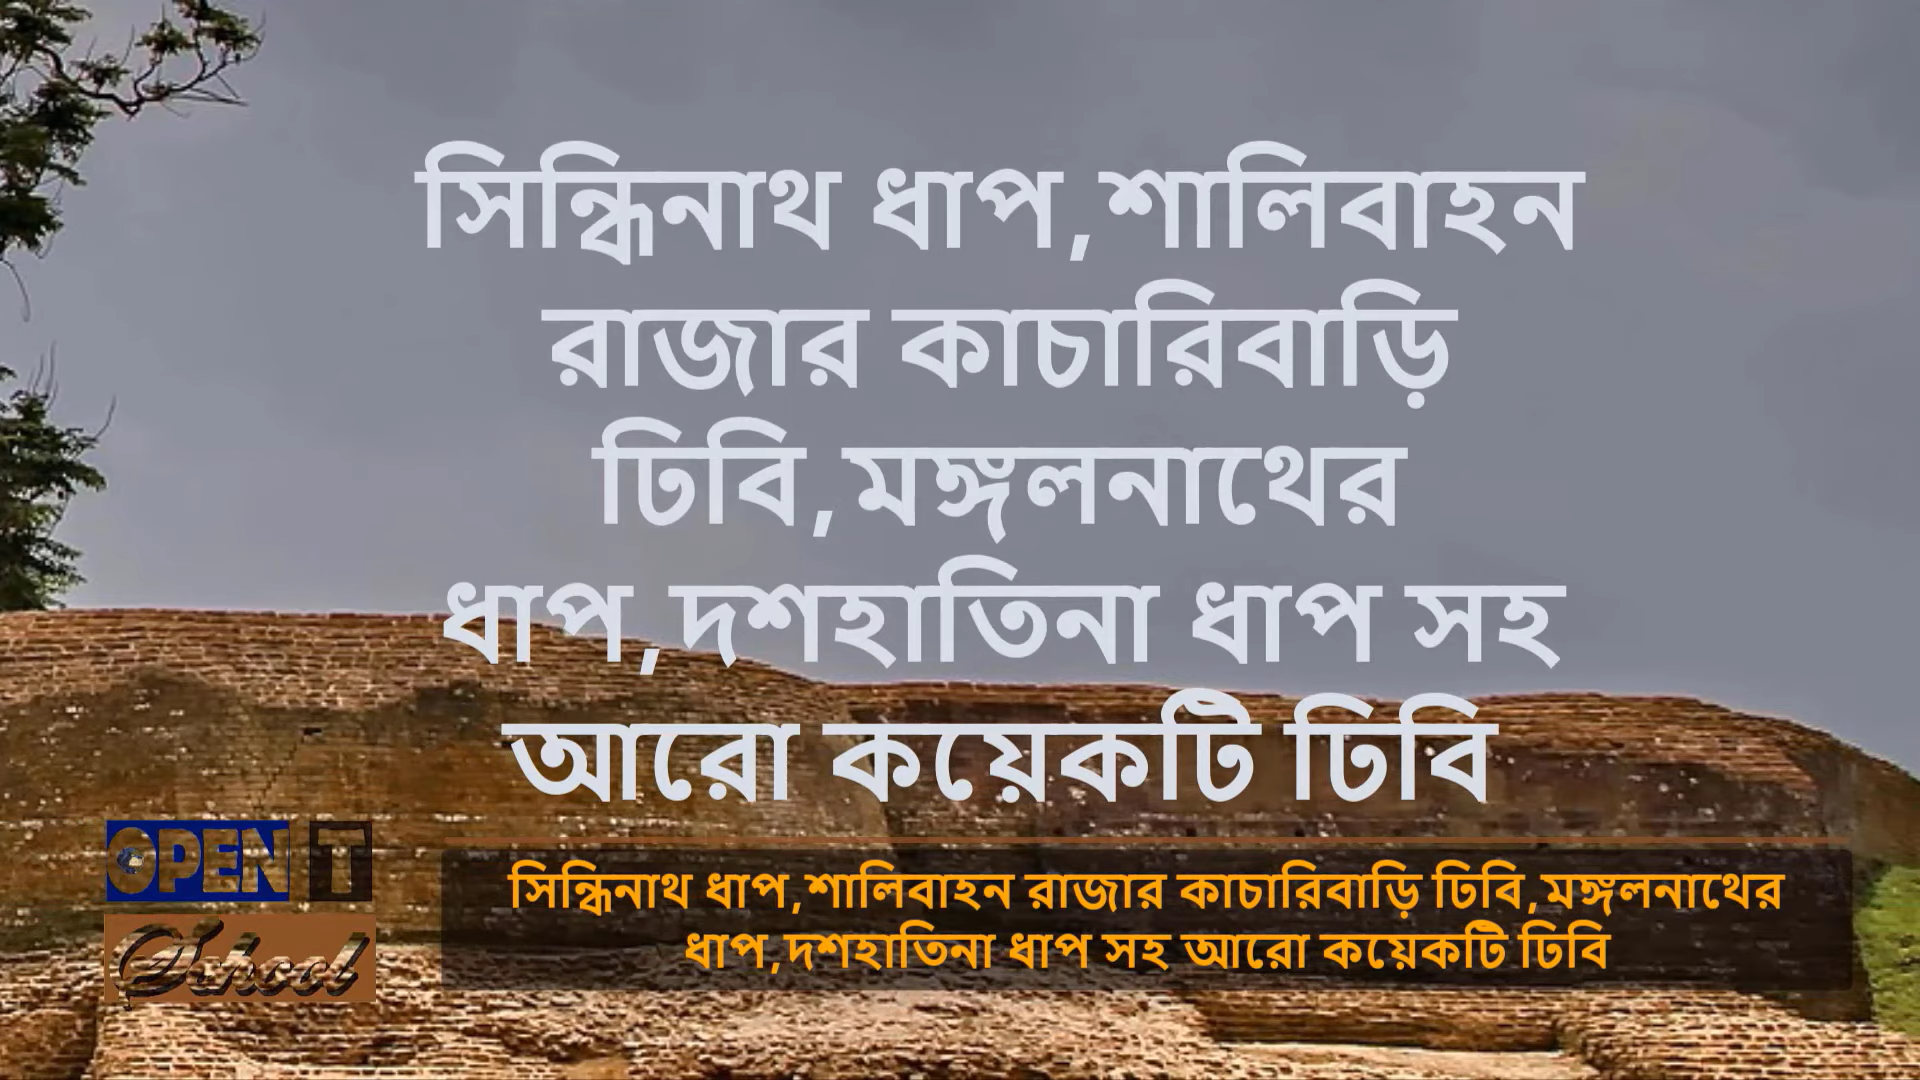 সিন্ধিনাথ ধাপ,শালিবাহন
রাজার কাচারিবাড়ি
ঢিবি,মঙ্গলনাথের
ধাপ,দশহাতিনা ধাপ সহ
আরো কয়েকটি ঢিবি
OPEN T
School
সিন্ধিনাথ ধাপ,শালিবাহন রাজার কাচারিবাড়ি ঢিবি,মঙ্গলনাথের
ধাপ,দশহাতিনা ধাপ সহ আরো কয়েকটি ঢিবি